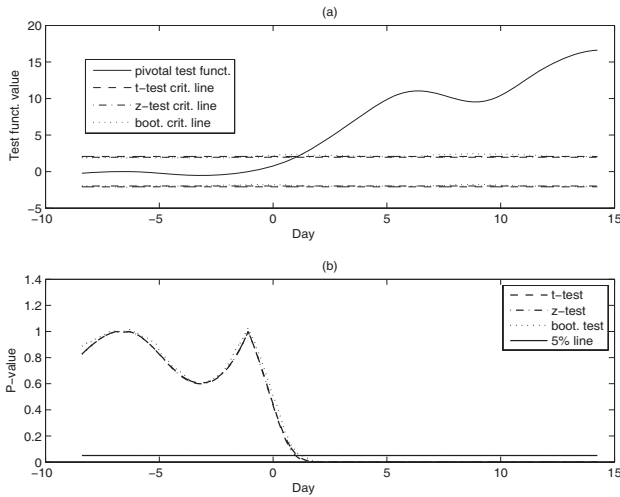 (a)
20
15
10
5
0
−5
Test funct. value
pivotal test funct.
t−test crit. line
z−test crit. line
boot. crit. line
−10
−5
0
5
10
15
Day
(b)
1.4
1.2
1
0.8
0.6
0.4
0.2
0
P−value
t−test
z−test
boot. test
5% line
−10
−5
0
5
10
15
Day